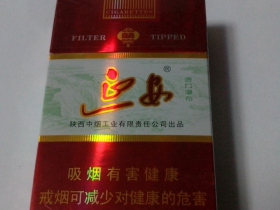 CIGARETTES
FILTER TIPPED
延安®
陕西中烟工业有限责任公司出品
吸烟有害健康
戒烟可减少对健康的危害